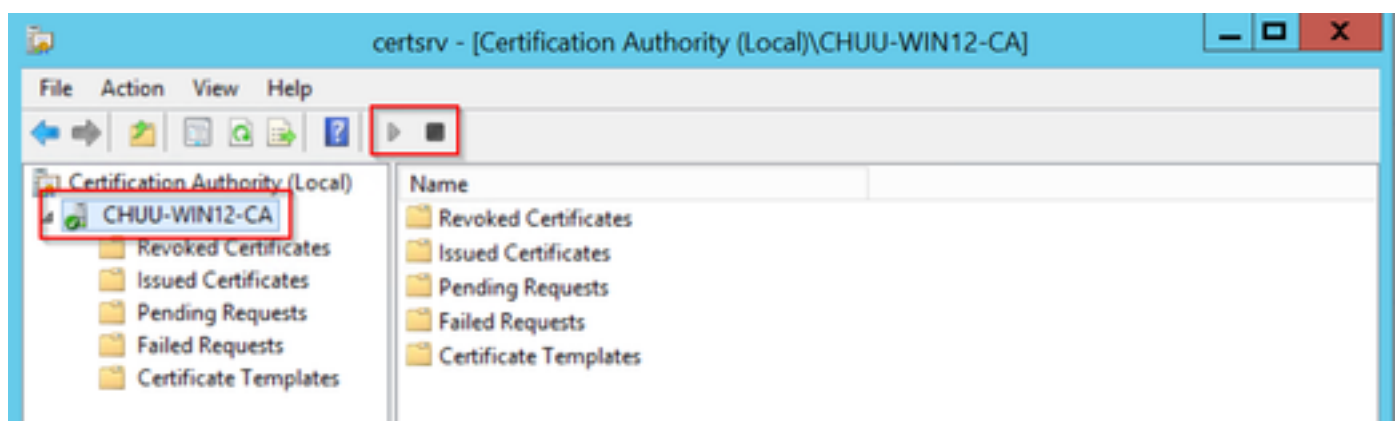 certsrv - [Certification Authority (Local)\CHUU-WIN12-CA]
File Action View Help
Certification Authority (Local)
CHUU-WIN12-CA
Revoked Certificates
Issued Certificates
Pending Requests
Failed Requests
Certificate Templates
Name
Revoked Certificates
Issued Certificates
Pending Requests
Failed Requests
Certificate Templates